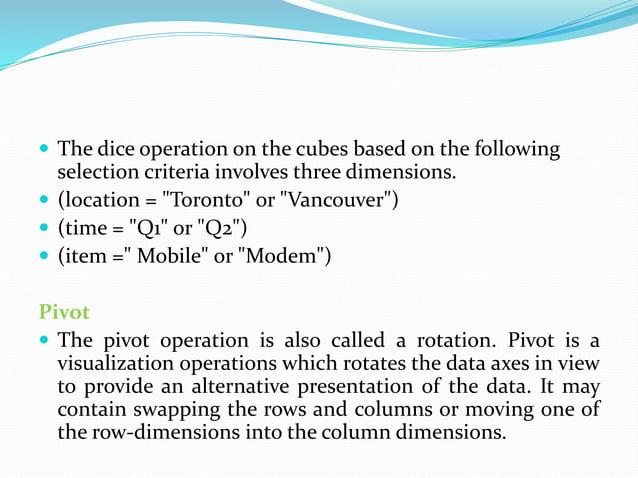 The dice operation on the cubes based on the following
selection criteria involves three dimensions.
(location = "Toronto" or "Vancouver")
(time = "Q1" or "Q2")
(item =" Mobile" or "Modem")
Pivot
The pivot operation is also called a rotation. Pivot is a
visualization operations which rotates the data axes in view
to provide an alternative presentation of the data. It may
contain swapping the rows and columns or moving one of
the row-dimensions into the column dimensions.